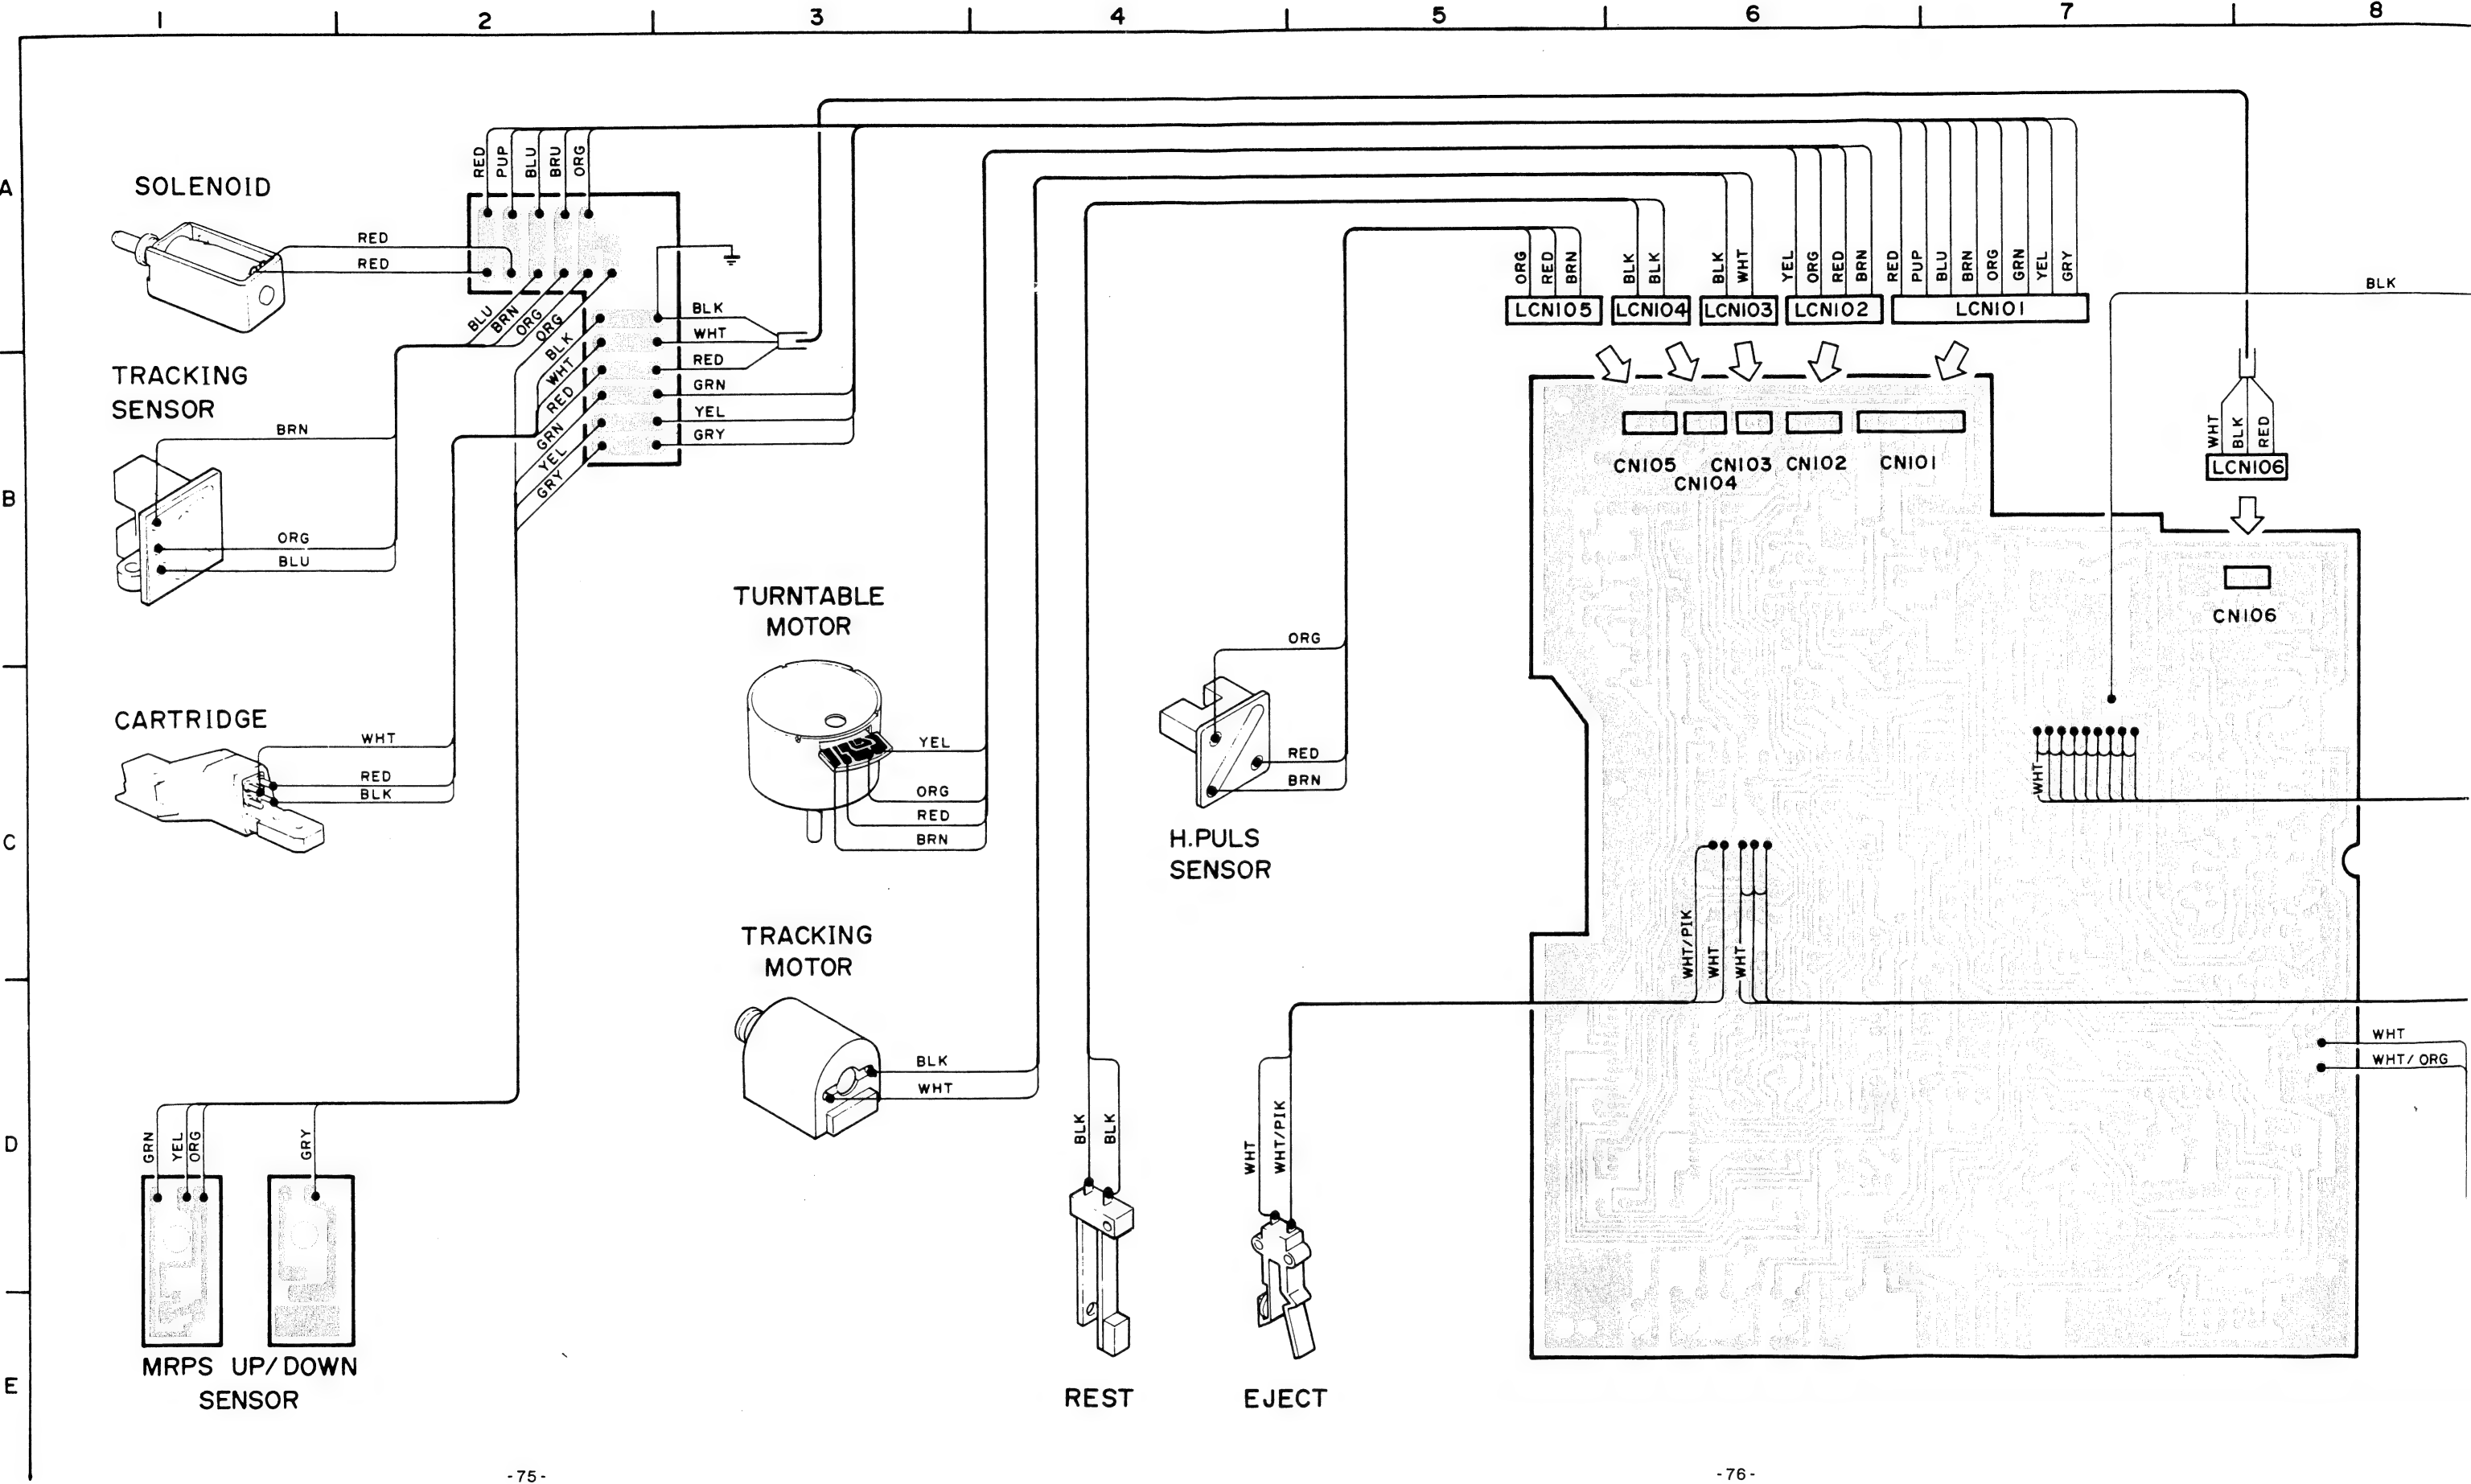 1 2 3 4 5 6 7 8
A
B
C
D
E
SOLENOID
RED
RED
RED
PUP
BLU
BRU
ORG
BLU
BRN
ORG
ORG
BLK
WHT
RED
GRN
YEL
GRY
BLK
WHT
RED
GRN
YEL
GRY
TRACKING
SENSOR
BRN
ORG
BLU
CARTRIDGE
WHT
RED
BLK
GRN
YEL
ORG
GRY
MRPS UP/DOWN
SENSOR
TURNTABLE
MOTOR
YEL
ORG
RED
BRN
TRACKING
MOTOR
BLK
WHT
H.PULS
SENSOR
ORG
RED
BRN
BLK
BLK
REST
WHT
WHT/PIK
EJECT
ORG
RED
BRN
LCN105
BLK
BLK
LCN104
BLK
WHT
LCN103
YEL
ORG
RED
BRN
LCN102
RED
PUP
BLU
BRN
ORG
GRN
YEL
GRY
LCN101
CN105
CN104
CN103
CN102
CN101
BLK
WHT
BLK
RED
LCN106
CN106
WHT
WHT/PIK
WHT
WHT
WHT
WHT/ORG
-75-
-76-